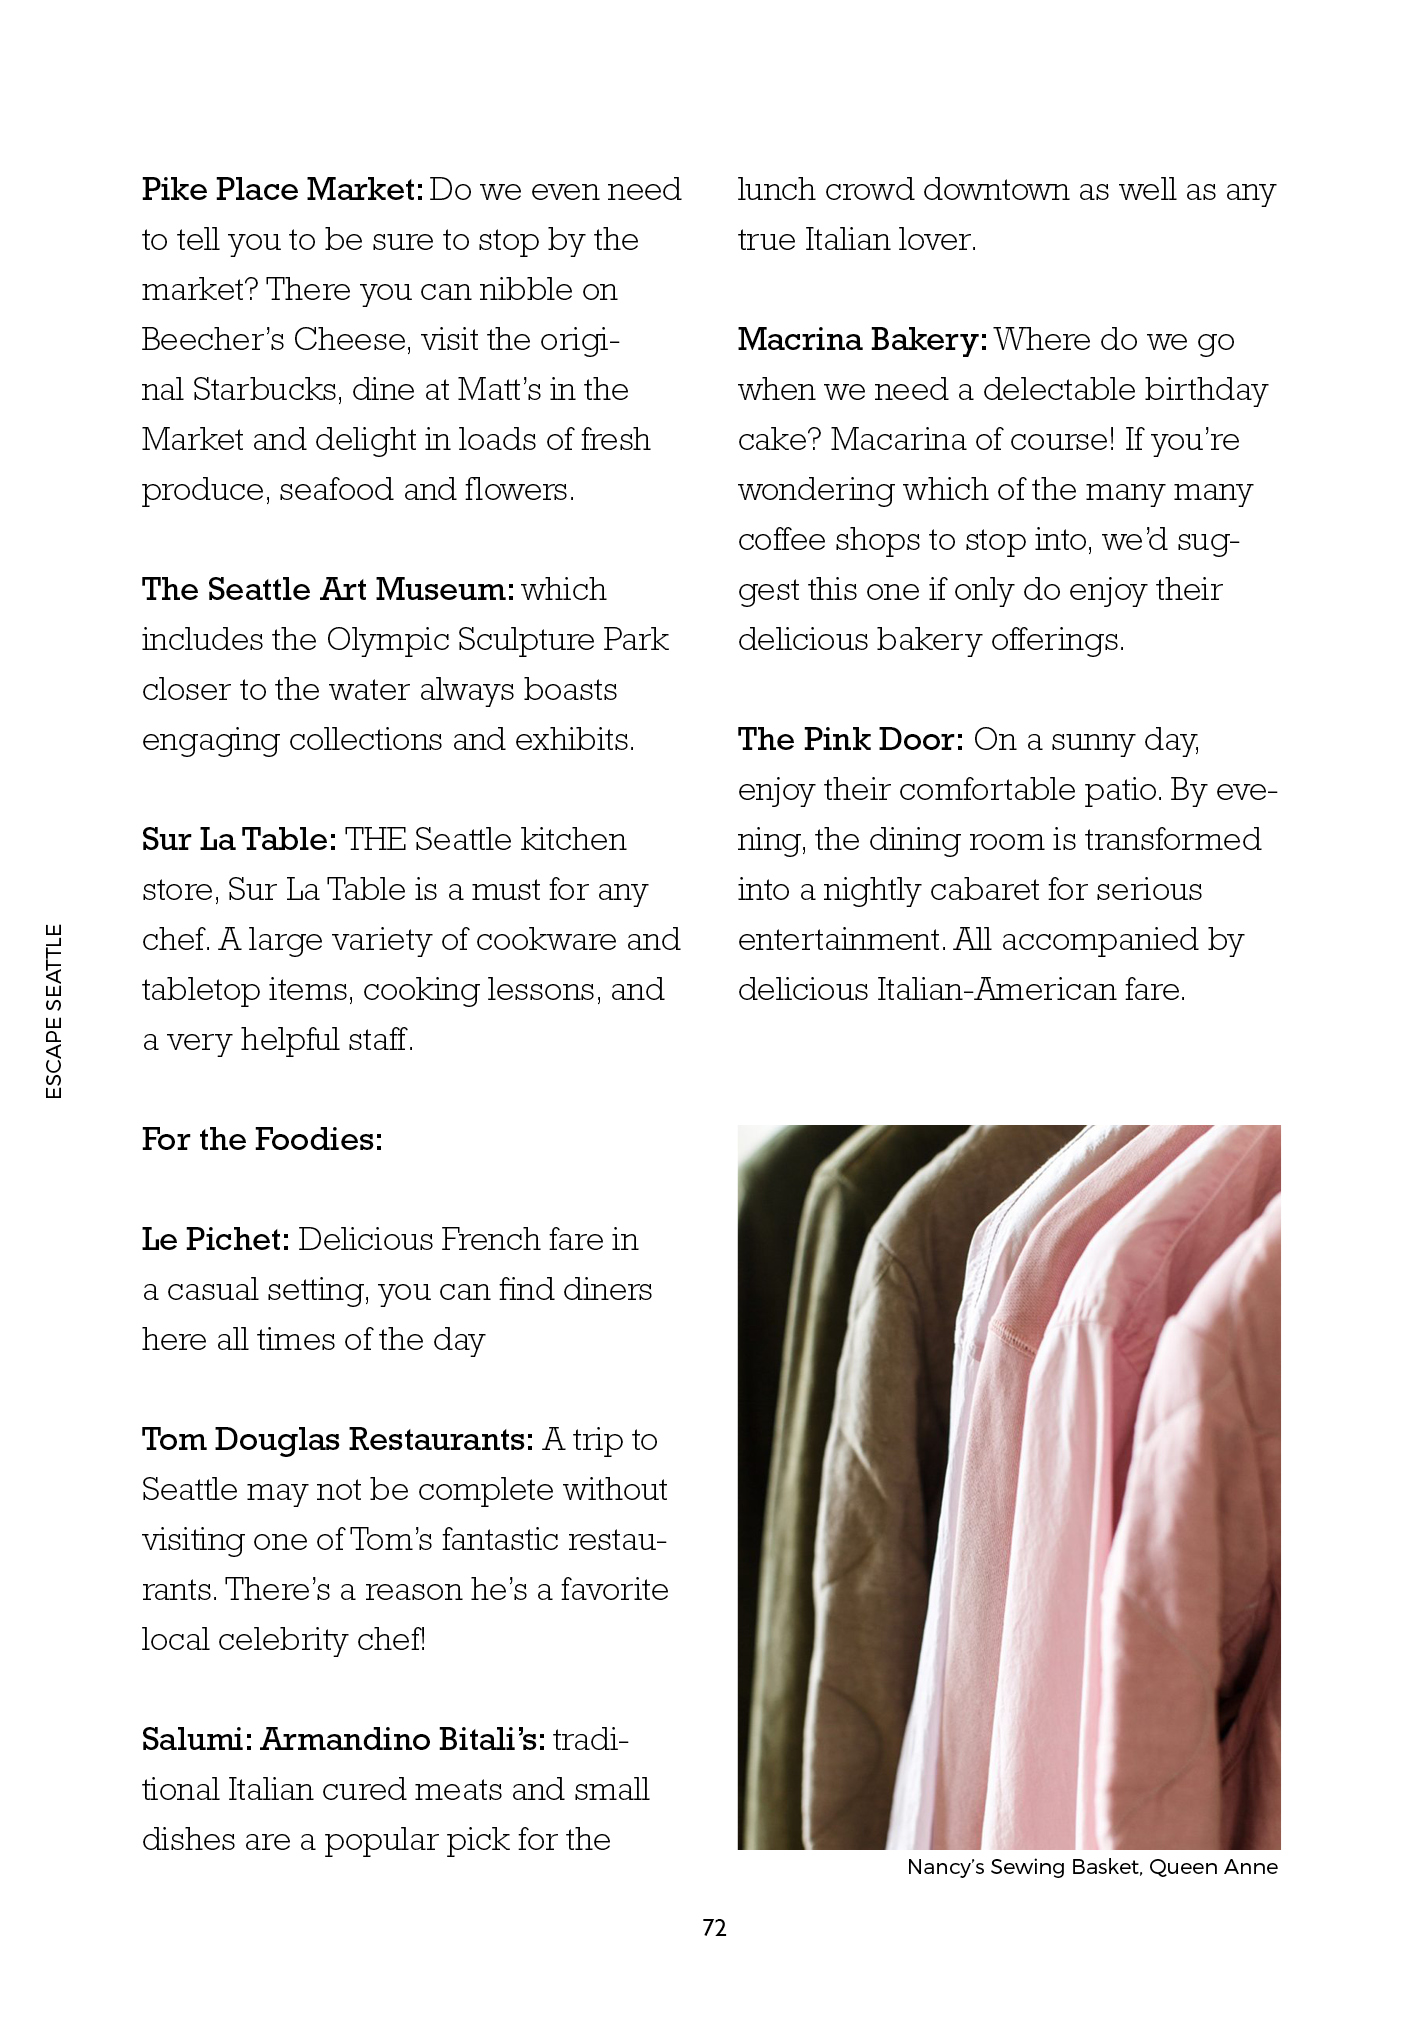 Pike Place Market: Do we even need
to tell you to be sure to stop by the
market? There you can nibble on
Beecher’s Cheese, visit the origi-
nal Starbucks, dine at Matt’s in the
Market and delight in loads of fresh
produce, seafood and flowers.
The Seattle Art Museum: which
includes the Olympic Sculpture Park
closer to the water always boasts
engaging collections and exhibits.
Sur La Table: THE Seattle kitchen
store, Sur La Table is a must for any
chef. A large variety of cookware and
tabletop items, cooking lessons, and
a very helpful staff.
For the Foodies:
Le Pichet: Delicious French fare in
a casual setting, you can find diners
here all times of the day
Tom Douglas Restaurants: A trip to
Seattle may not be complete without
visiting one of Tom’s fantastic restau-
rants. There’s a reason he’s a favorite
local celebrity chef!
Salumi: Armandino Bitali’s: tradi-
tional Italian cured meats and small
dishes are a popular pick for the
lunch crowd downtown as well as any
true Italian lover.
Macrina Bakery: Where do we go
when we need a delectable birthday
cake? Macarina of course! If you’re
wondering which of the many many
coffee shops to stop into, we’d sug-
gest this one if only do enjoy their
delicious bakery offerings.
The Pink Door: On a sunny day,
enjoy their comfortable patio. By eve-
ning, the dining room is transformed
into a nightly cabaret for serious
entertainment. All accompanied by
delicious Italian-American fare.
Nancy’s Sewing Basket, Queen Anne
ESCAPE SEATTLE
72